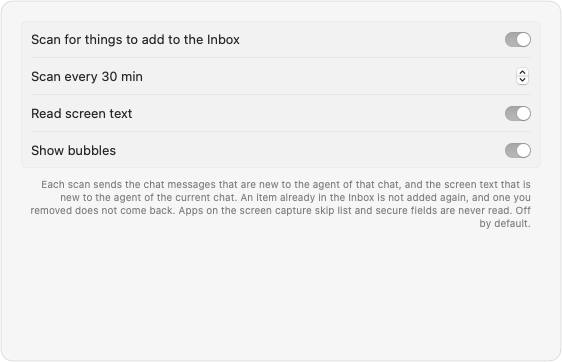 Scan for things to add to the Inbox
Scan every 30 min
Read screen text
Show bubbles
Each scan sends the chat messages that are new to the agent of that chat, and the screen text that is
new to the agent of the current chat. An item already in the Inbox is not added again, and one you
removed does not come back. Apps on the screen capture skip list and secure fields are never read. Off
by default.